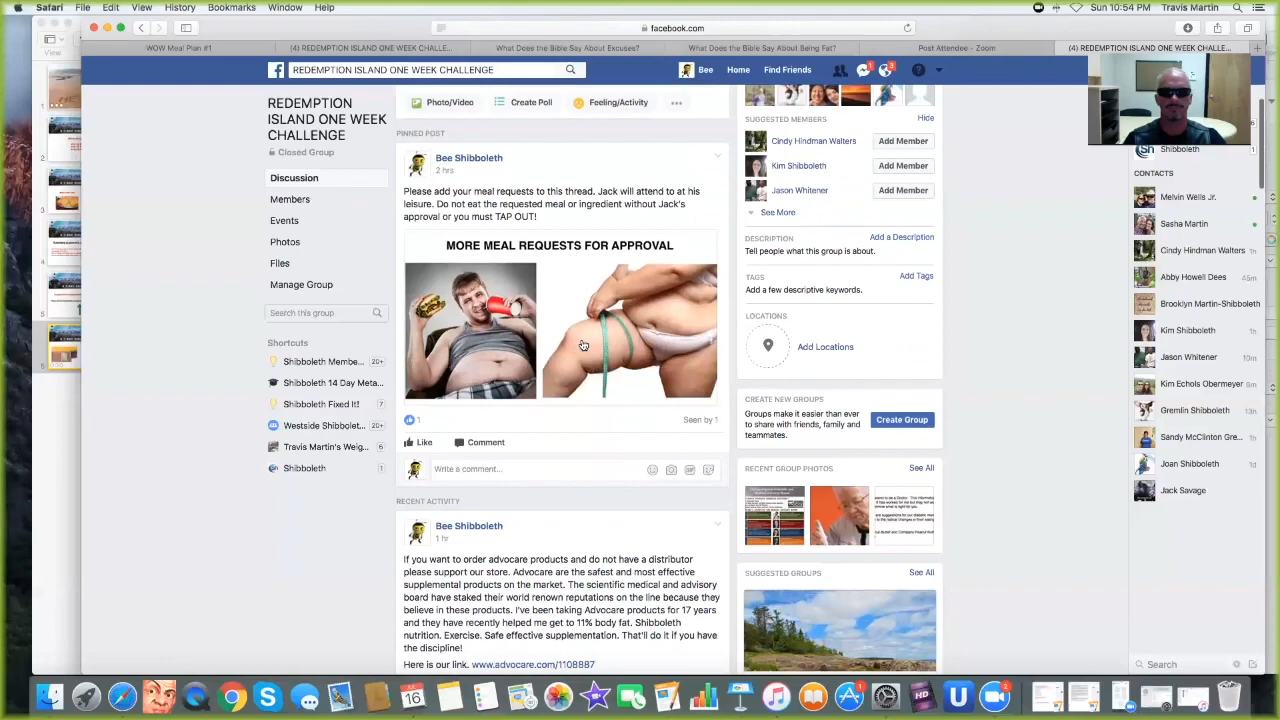 Safari File Edit View History Bookmarks Window Help
Sun 10:54 PM Travis Martin
facebook.com
View
WOW Meal Plan #1
(4) REDEMPTION ISLAND ONE WEEK CHALLE...
What Does the Bible Say About Excuses?
What Does the Bible Say About Being Fat?
Post Attendee - Zoom
(4) REDEMPTION ISLAND ONE WEEK CHALLE...
REDEMPTION ISLAND ONE WEEK CHALLENGE
Bee Home Find Friends 1 3
REDEMPTION
ISLAND ONE WEEK
CHALLENGE
Closed Group
Discussion
Members
Events
Photos
Files
Manage Group
Search this group
Shortcuts
Shibboleth Membe... 20+
Shibboleth 14 Day Meta...
Shibboleth Fixed It! 7
Westside Shibbolet... 20+
Travis Martin's Weig... 6
Shibboleth 1
Photo/Video Create Poll Feeling/Activity
PINNED POST
Bee Shibboleth
2 hrs
Please add your meal requests to this thread. Jack will attend to at his
leisure. Do not eat the requested meal or ingredient without Jack's
approval or you must TAP OUT!
MORE MEAL REQUESTS FOR APPROVAL
1
Seen by 1
Like Comment
Write a comment...
RECENT ACTIVITY
Bee Shibboleth
1 hr
If you want to order advocare products and do not have a distributor
please support our store. Advocare are the safest and most effective
supplemental products on the market. The scientific medical and advisory
board have staked their world renown reputations on the line because they
believe in these products. I've been taking Advocare products for 17 years
and they have recently helped me get to 11% body fat. Shibboleth
nutrition. Exercise. Safe effective supplementation. That'll do it if you have
the discipline!
Here is our link. www.advocare.com/1108887
SUGGESTED MEMBERS Hide
Cindy Hindman Walters Add Member
Kim Shibboleth Add Member
Jason Whitener Add Member
See More
DESCRIPTION Add a Description
Tell people what this group is about.
TAGS Add Tags
Add a few descriptive keywords.
LOCATIONS
Add Locations
CREATE NEW GROUPS
Groups make it easier than ever
to share with friends, family and
teammates.
Create Group
RECENT GROUP PHOTOS See All
SUGGESTED GROUPS See All
Shibboleth 1
CONTACTS
Melvin Wells Jr.
Sasha Martin
Cindy Hindman Walters 1h
Abby Howell Dees 45m
Brooklyn Martin-Shibboleth
Kim Shibboleth 1h
Jason Whitener 10m
Kim Echols Obermeyer 6m
Gremlin Shibboleth 13h
Sandy McClinton Gre... 1h
Joan Shibboleth 1d
Jack Savage
Search
16
1
HD
U
2